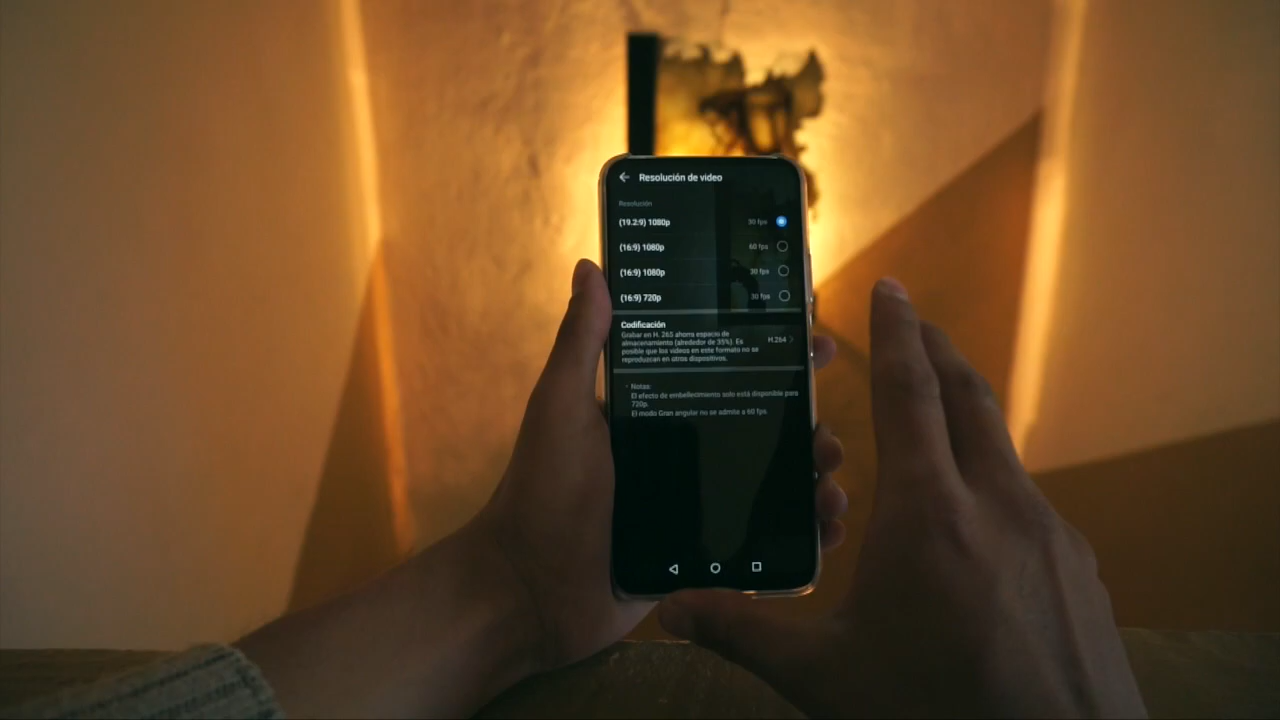 Resolución de video
Resolución
(19.2:9) 1080p 30 fps
(16:9) 1080p 60 fps
(16:9) 1080p 30 fps
(16:9) 720p 30 fps
Codificación
Grabar en H. 265 ahorra espacio de
almacenamiento (alrededor de 35%). Es
posible que los videos en este formato no se
reproduzcan en otros dispositivos.
H.264
Notas:
El efecto de embellecimiento solo está disponible para
720p.
El modo Gran angular no se admite a 60 fps.